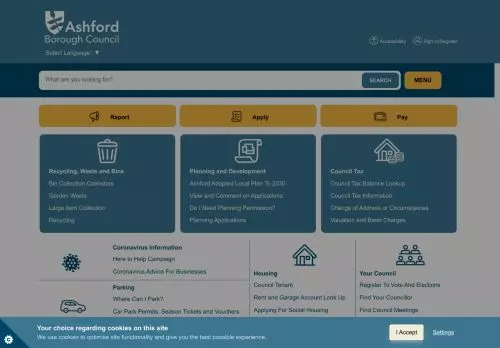 Ashford
Borough Council
Select Language ▼
Accessibility
Sign in/Register
What are you looking for?
SEARCH
MENU
Report
Apply
Pay
Recycling, Waste and Bins
Bin Collection Calendars
Garden Waste
Large Item Collection
Recycling
Planning and Development
Ashford Adopted Local Plan To 2030
View and Comment on Applications
Do I Need Planning Permission?
Planning Applications
Council Tax
Council Tax Balance Lookup
Council Tax Information
Change of Address or Circumstances
Valuation and Band Charges
Coronavirus Information
Here to Help Campaign
Coronavirus Advice For Businesses
Parking
Where Can I Park?
Car Park Permits, Season Tickets and Vouchers
Housing
Council Tenant
Rent and Garage Account Look Up
Applying For Social Housing
Your Council
Register To Vote And Elections
Find Your Councillor
Find Council Meetings
Your choice regarding cookies on this site
We use cookies to optimise site functionality and give you the best possible experience.
I Accept
Settings